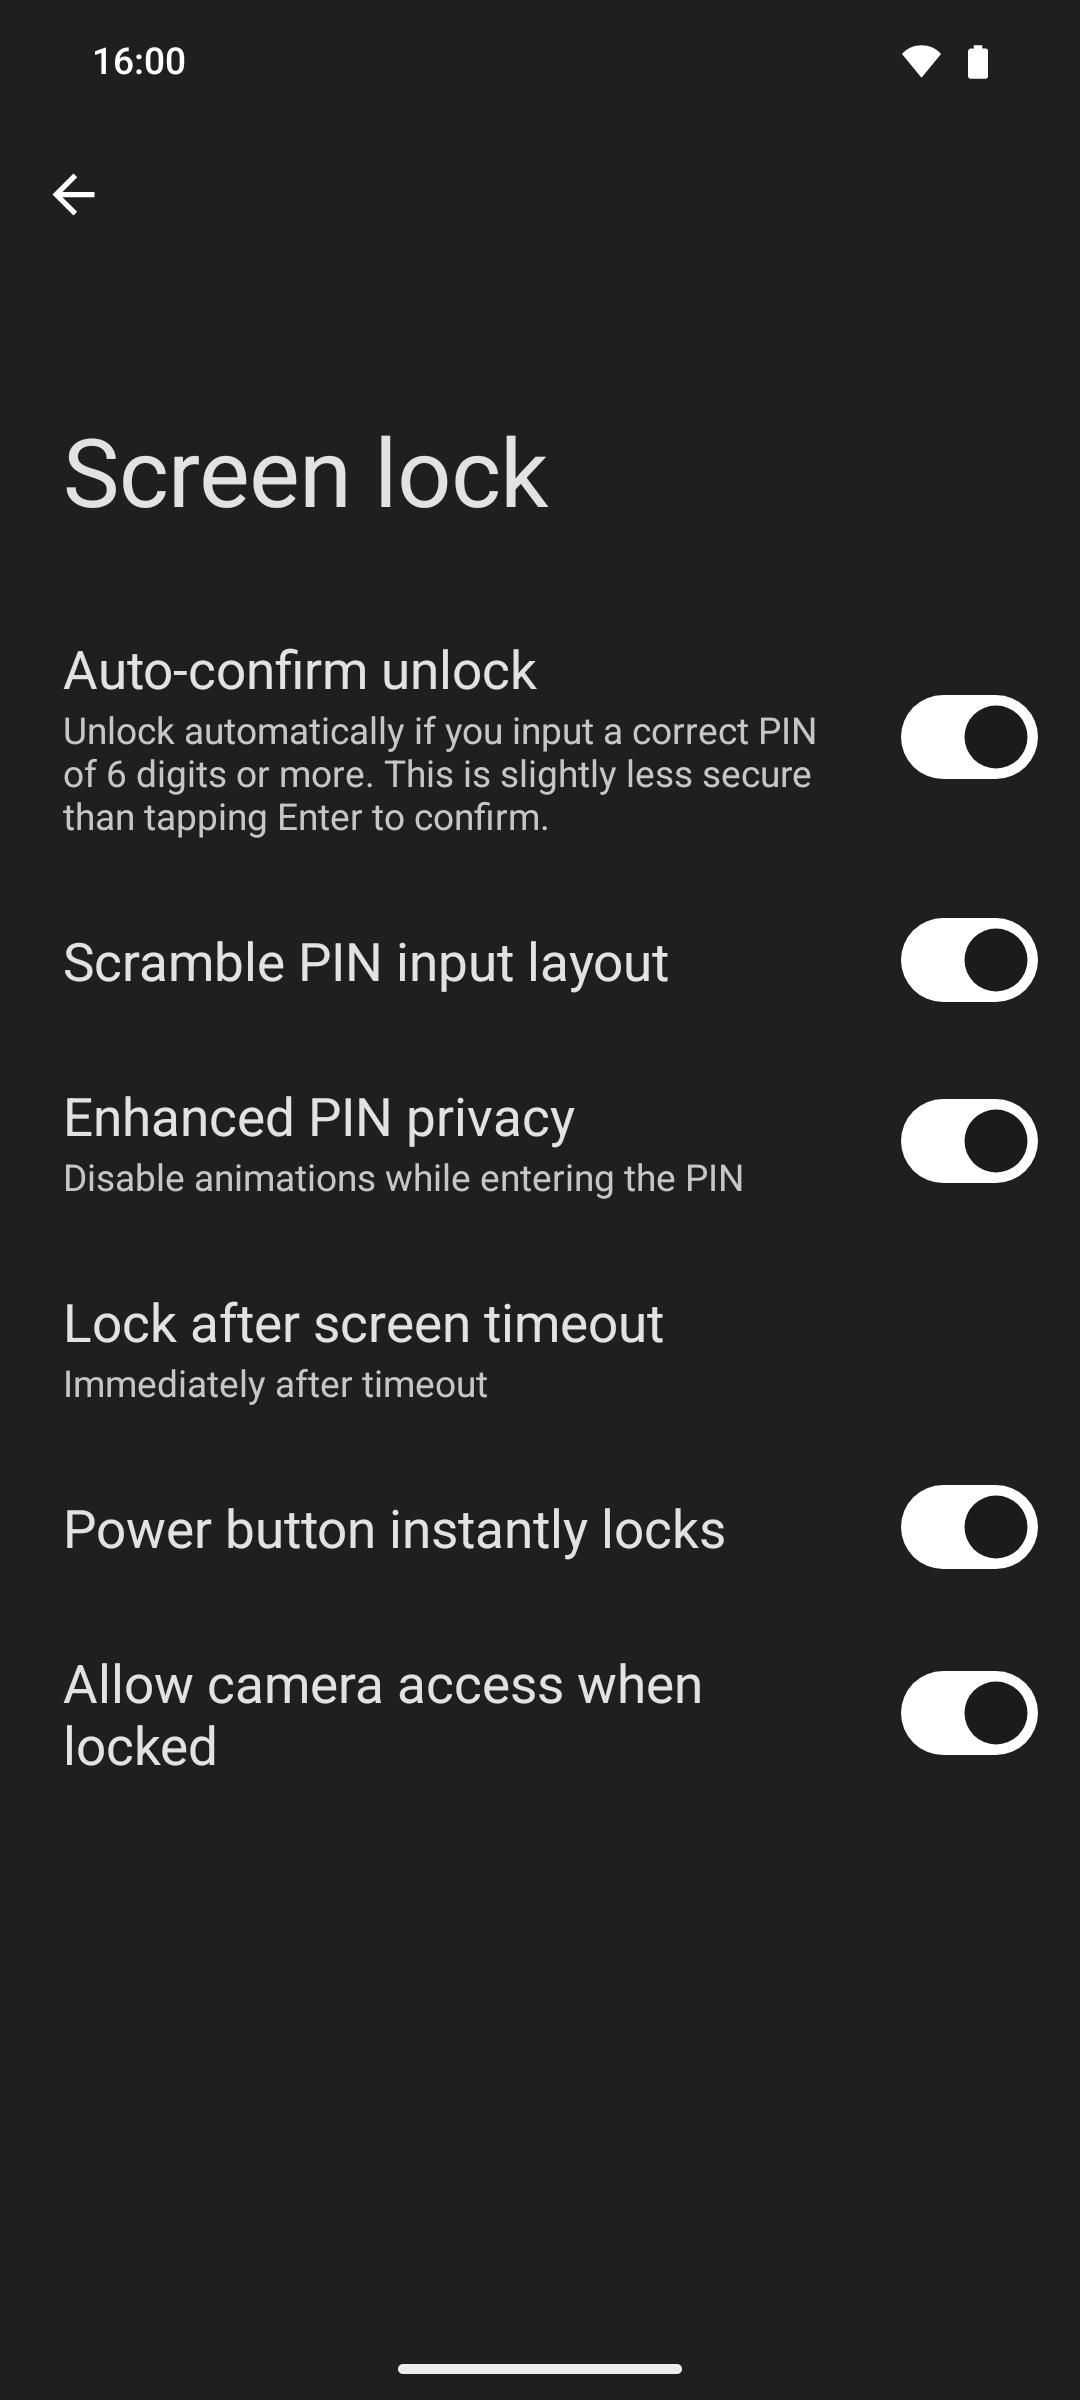 16:00
Screen lock
Auto-confirm unlock
Unlock automatically if you input a correct PIN
of 6 digits or more. This is slightly less secure
than tapping Enter to confirm.
Scramble PIN input layout
Enhanced PIN privacy
Disable animations while entering the PIN
Lock after screen timeout
Immediately after timeout
Power button instantly locks
Allow camera access when
locked